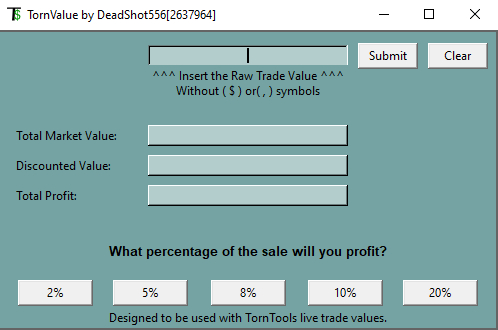 TornValue by DeadShot556[2637964]
Submit Clear
^^^ Insert the Raw Trade Value ^^^
Without ( $ ) or( , ) symbols
Total Market Value:
Discounted Value:
Total Profit:
What percentage of the sale will you profit?
2% 5% 8% 10% 20%
Designed to be used with TornTools live trade values.